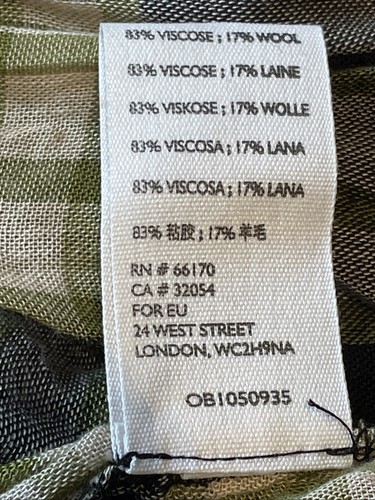 83% VISCOSE ; 17% WOOL
83% VISCOSE ; 17% LAINE
83% VISKOSE ; 17% WOLLE
83% VISCOSA ; 17% LANA
83% VISCOSA ; 17% LANA
83% 粘胶 ; 17% 羊毛
RN # 66170
CA # 32054
FOR EU
24 WEST STREET
LONDON, WC2H9NA
OB1050935